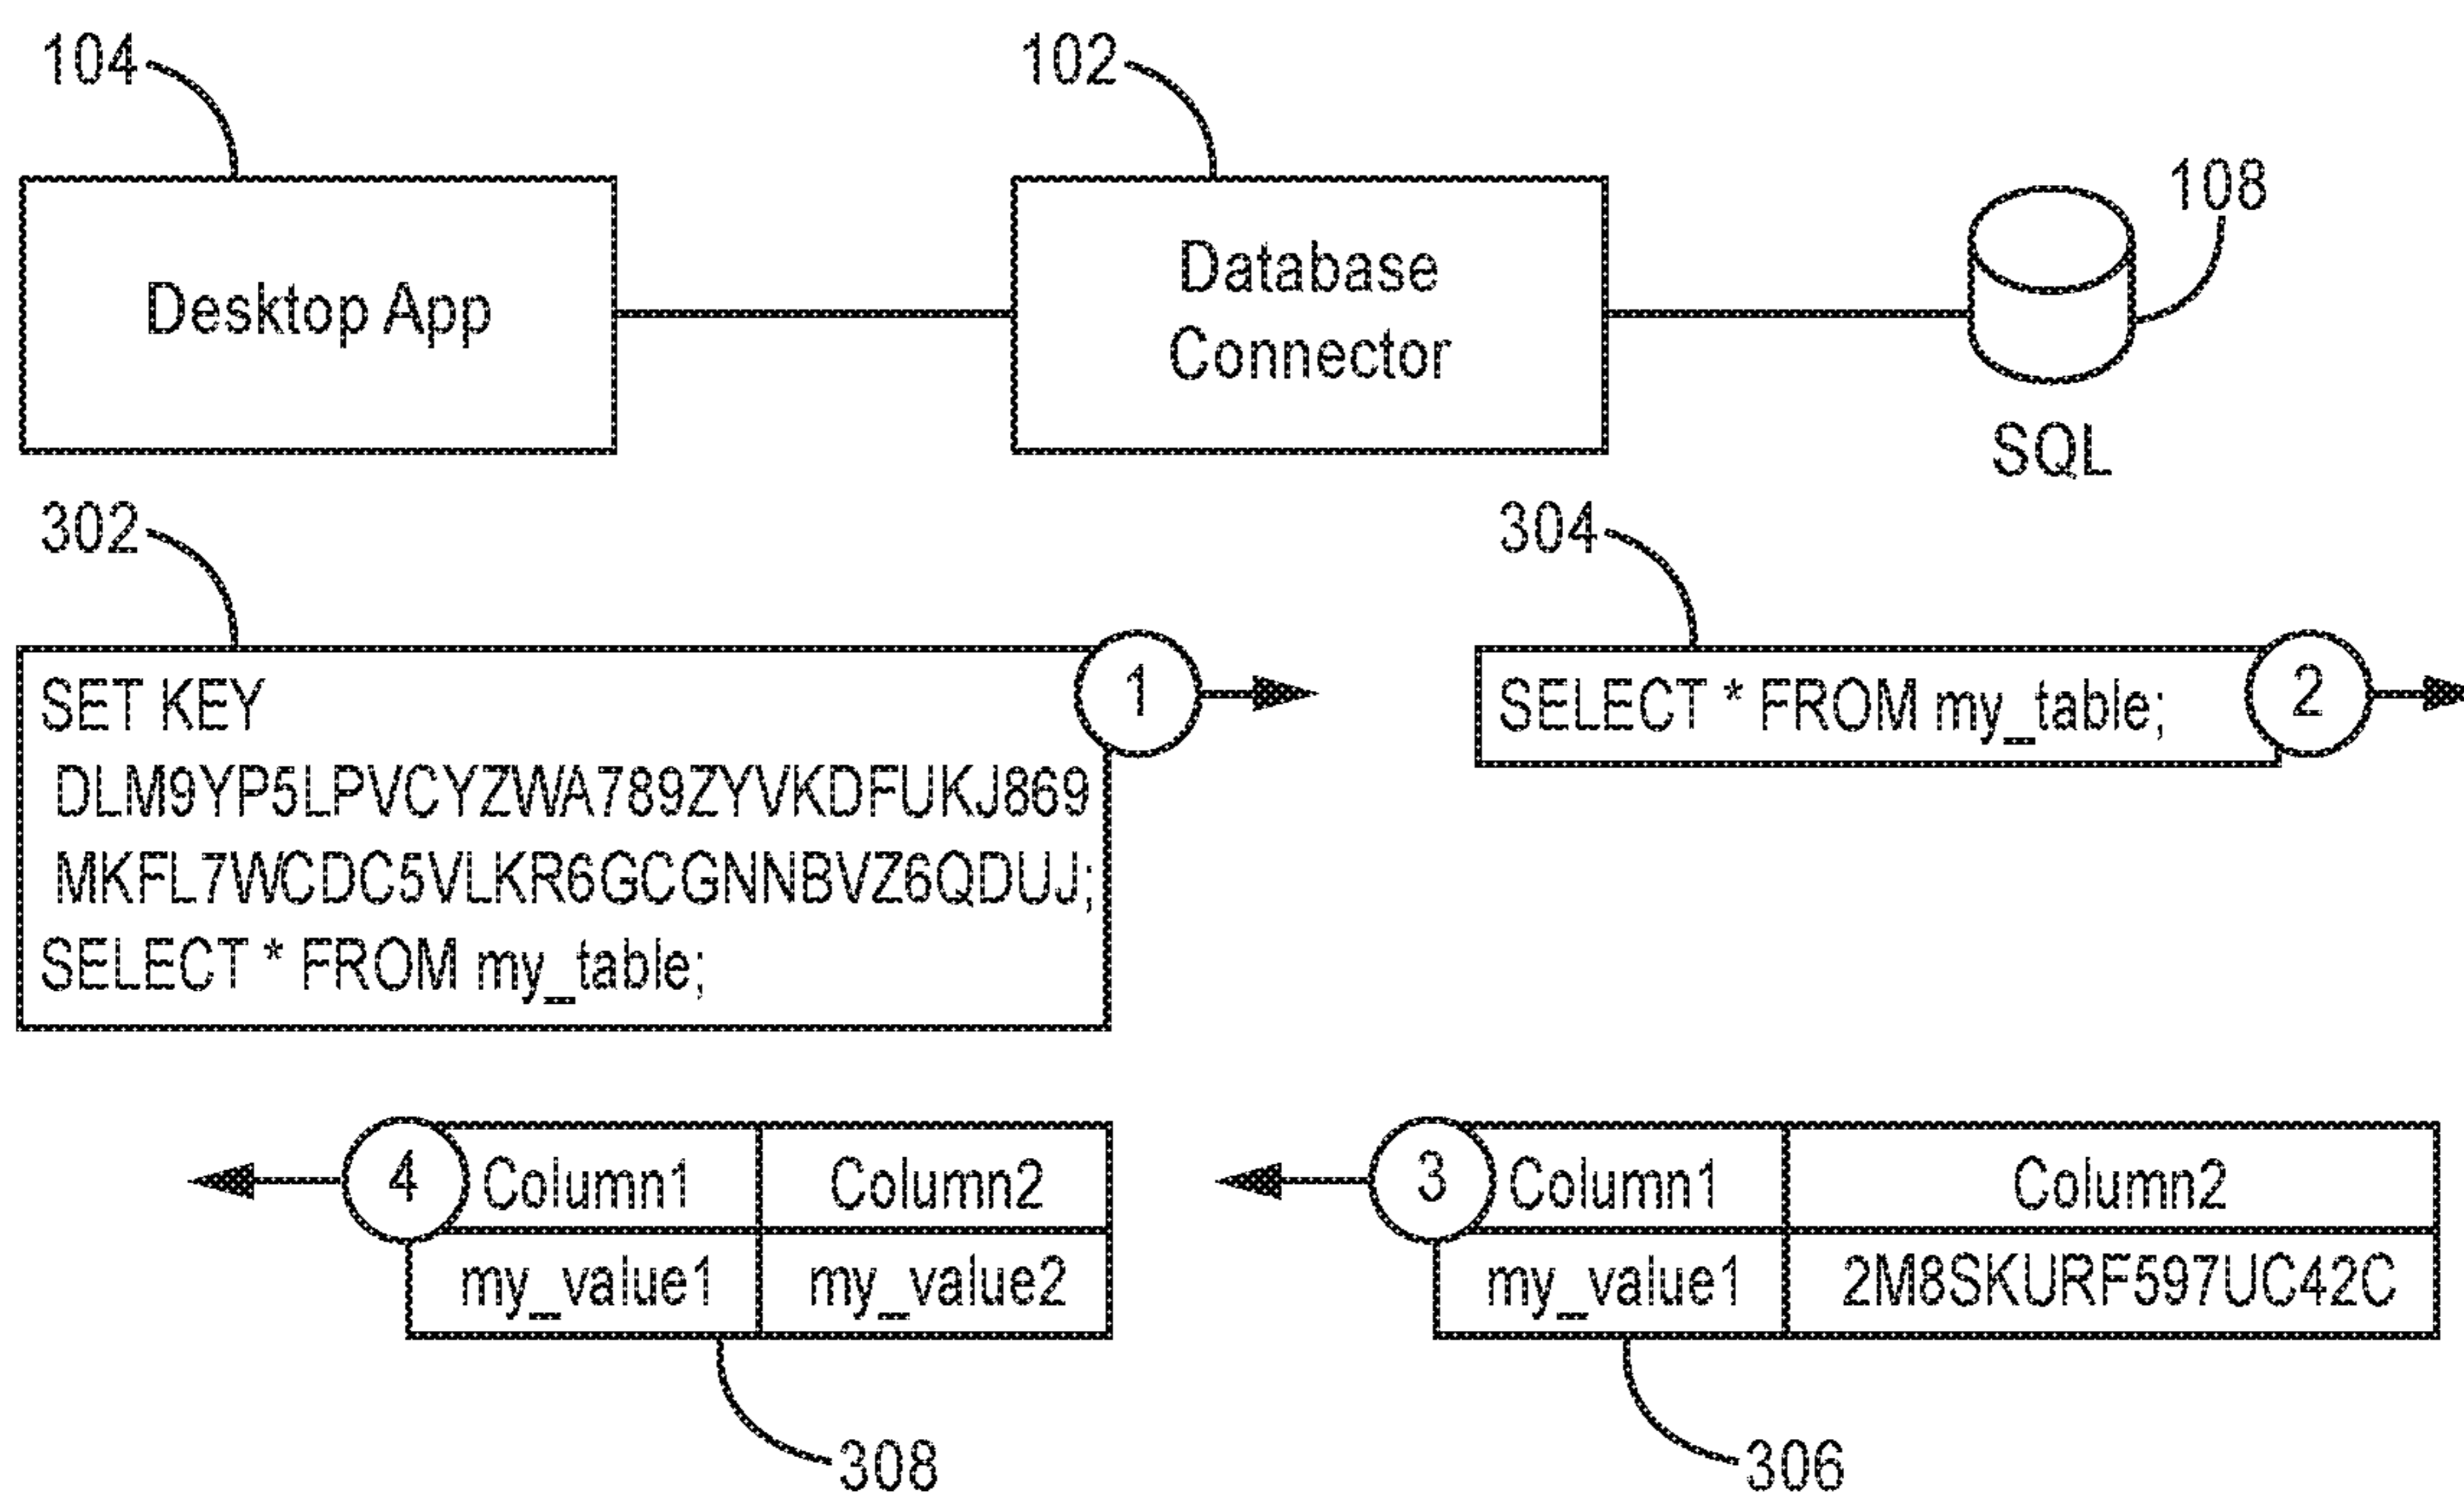 104
102
108
Desktop App
Database
Connector
SQL
302
304
SET KEY
DLM9YP5LPVCYZWA789ZYVKDFUKJ869
MKFL7WCDC5VLKR6GCGNNBVZ6QDUJ;
SELECT * FROM my_table;
1
SELECT * FROM my_table;
2
4
Column1 Column2
my_value1 my_value2
3
Column1 Column2
my_value1 2M8SKURF597UC42C
308
306